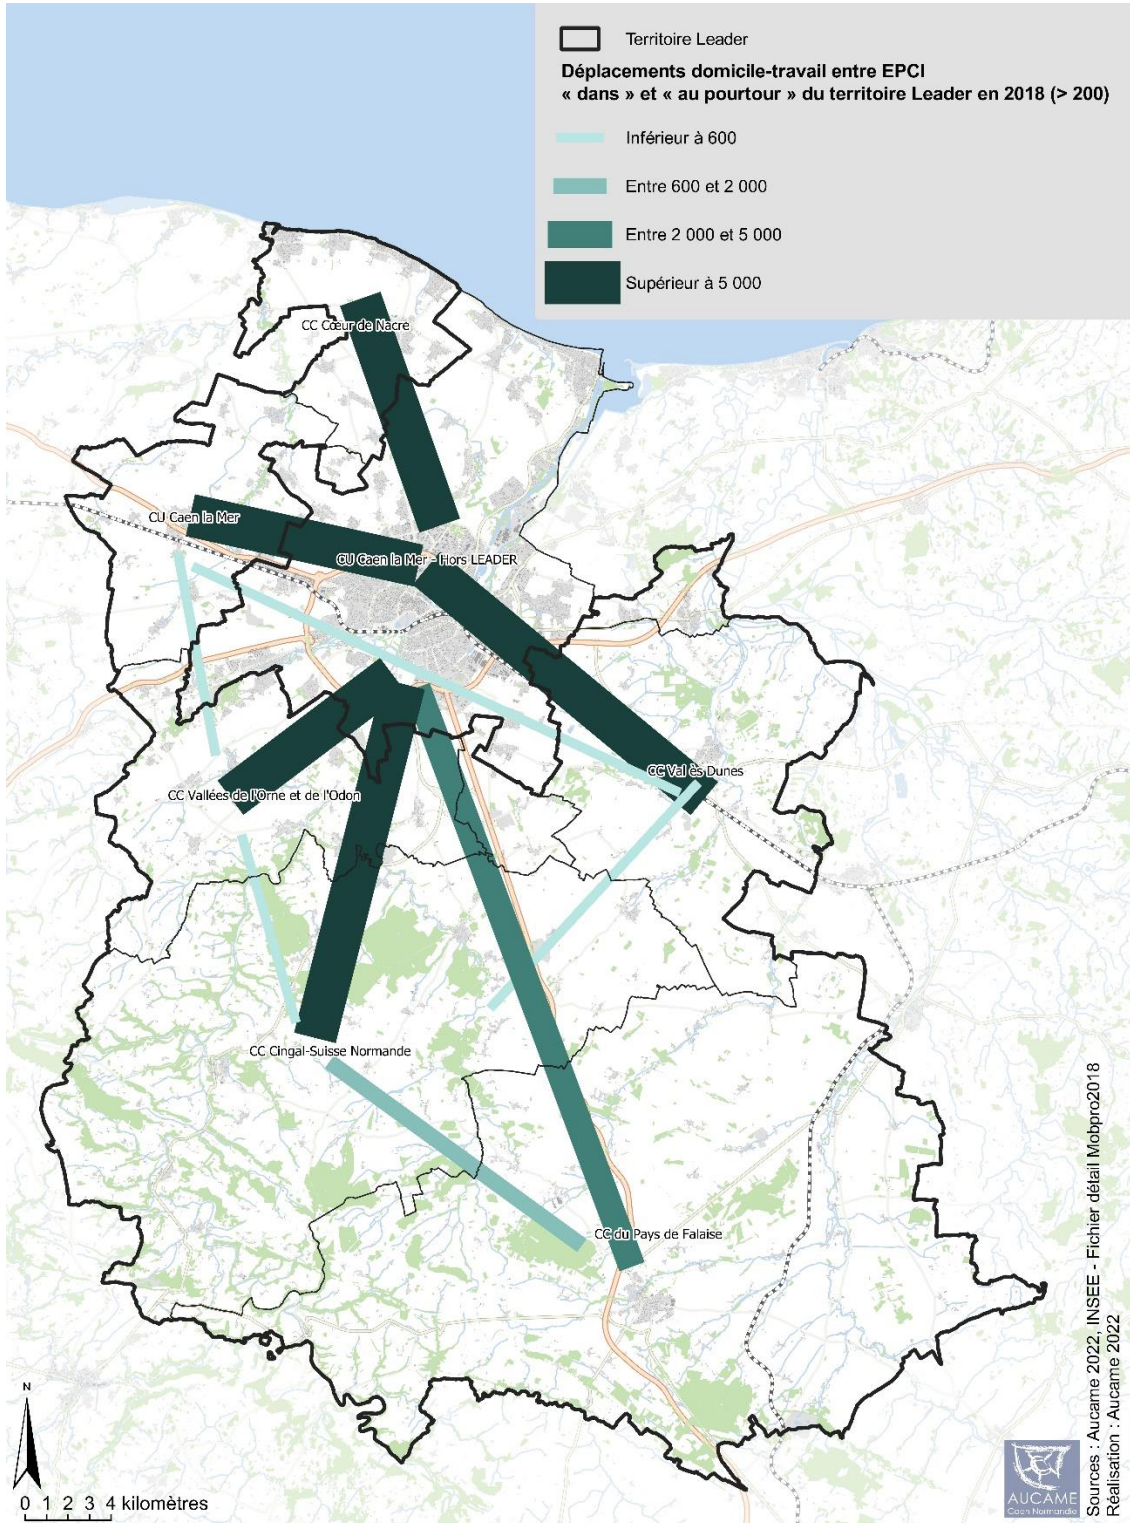 Territoire Leader
Déplacements domicile-travail entre EPCI
« dans » et « au pourtour » du territoire Leader en 2018 (> 200)
Inférieur à 600
Entre 600 et 2 000
Entre 2 000 et 5 000
Supérieur à 5 000
CC Cœur de Nacre
CU Caen la Mer
CU Caen la Mer - Hors LEADER
CC Val ès Dunes
CC Vallées de l'Orne et de l'Odon
CC Cingal-Suisse Normande
CC du Pays de Falaise
N
0 1 2 3 4 kilomètres
AUCAME
Caen Normandie
Sources : Aucame 2022, INSEE - Fichier détail Mobpro2018
Réalisation : Aucame 2022